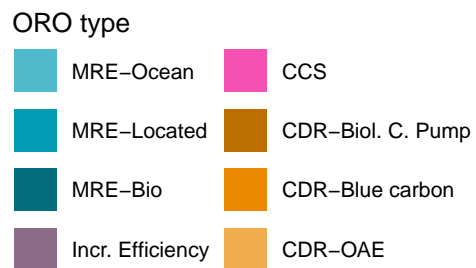 ORO type
MRE−Ocean
MRE−Located
MRE−Bio
Incr. Efficiency
CCS
CDR−Biol. C. Pump
CDR−Blue carbon
CDR−OAE